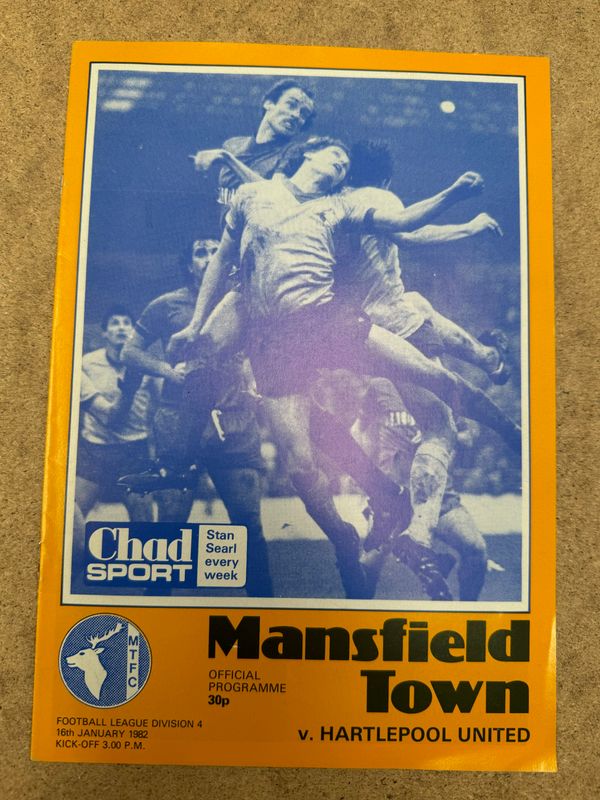 Chad
SPORT
Stan
Searl
every
week
MTFC
Mansfield
Town
OFFICIAL
PROGRAMME
30p
FOOTBALL LEAGUE DIVISION 4
16th JANUARY 1982
KICK-OFF 3.00 P.M.
v. HARTLEPOOL UNITED